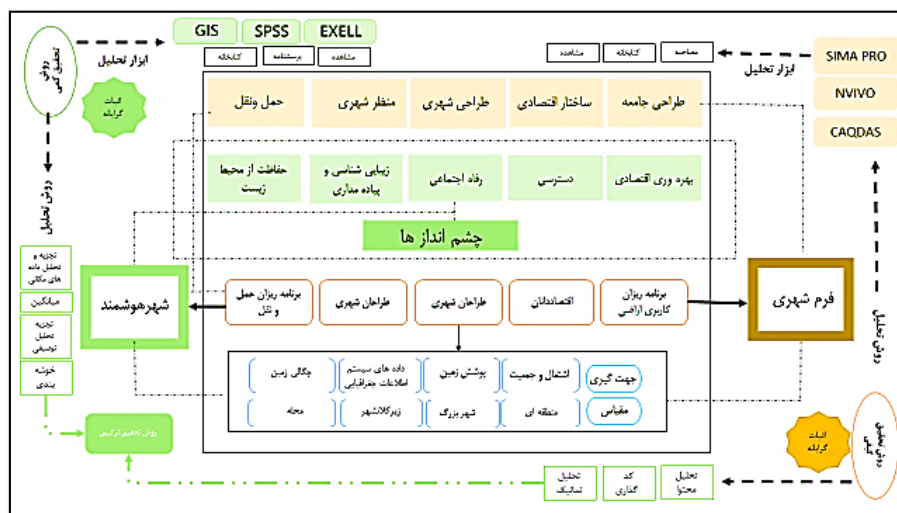 GIS SPSS EXELL
کتابخانه پرسشنامه مشاهده
مشاهده کتابخانه مصاحبه
ابزار تحلیل
ابزار تحلیل
روش
تحقیق کمی
اثبات
گرایانه
روش تحلیل
SIMA PRO
NVIVO
CAQDAS
طراحی جامعه ساختار اقتصادی طراحی شهری منظر شهری حمل ونقل
بهره وری اقتصادی دسترسی رفاه اجتماعی
زیبایی شناسی و
پیاده مداری
حفاظت از محیط
زیست
چشم انداز ها
فرم شهری
شهرهوشمند
برنامه ریزان
کاربری اراضی
اقتصاددانان طراحان شهری طراحان شهری
برنامه ریزان حمل
و نقل
جهت گیری اشتغال و جمعیت پوشش زمین
داده های سیستم
اطلاعات جغرافیایی
چگالی زمین
مقیاس منطقه ای شهر بزرگ زیرکلانشهر محله
تجزیه و
تحلیل داده
های مکانی
میانگین
تجزیه
تحلیل
توصیفی
خوشه
بندی
روش تحقیق ترکیبی
روش تحلیل
روش تحقیق
کیفی
اثبات
گرایانه
تحلیل
محتوا
کد
گذاری
تحلیل
تماتیک